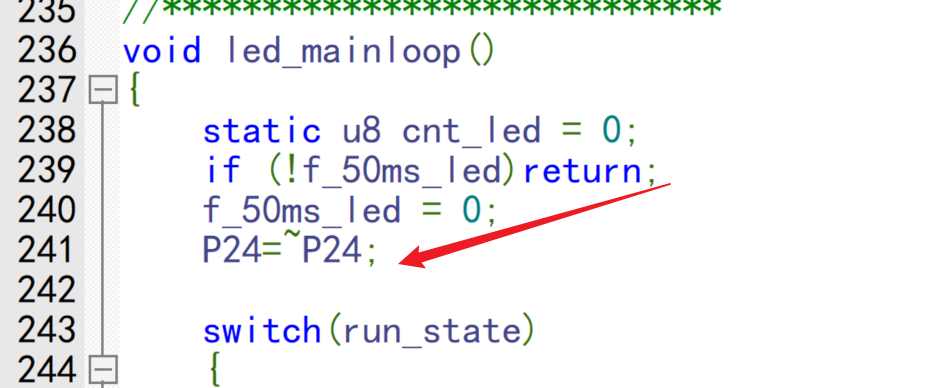 235 //****************************
236 void led_mainloop()
237 {
238 static u8 cnt_led = 0;
239 if (!f_50ms_led)return;
240 f_50ms_led = 0;
241 P24=~P24;
242
243 switch(run_state)
244 {